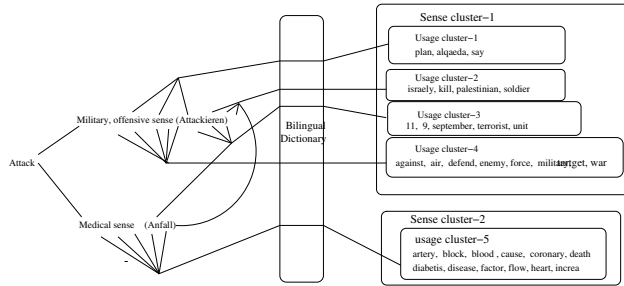 Sense cluster−1
Usage cluster−1
plan, alqaeda, say
Usage cluster−2
israely, kill, palestinian, soldier
Usage cluster−3
11, 9, september, terrorist, unit
Usage cluster−4
against, air, defend, enemy, force, military, target, war
Military, offensive sense (Attackieren)
Bilingual
Dictionary
Attack
Medical sense (Anfall)
-
Sense cluster−2
usage cluster−5
artery, block, blood , cause, coronary, death
diabetis, disease, factor, flow, heart, increa